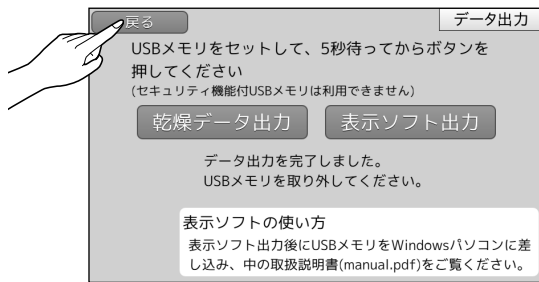 戻る
データ出力
USBメモリをセットして、5秒待ってからボタンを
押してください
(セキュリティ機能付USBメモリは利用できません)
乾燥データ出力
表示ソフト出力
データ出力を完了しました。
USBメモリを取り外してください。
表示ソフトの使い方
表示ソフト出力後にUSBメモリをWindowsパソコンに差
し込み、中の取扱説明書(manual.pdf)をご覧ください。